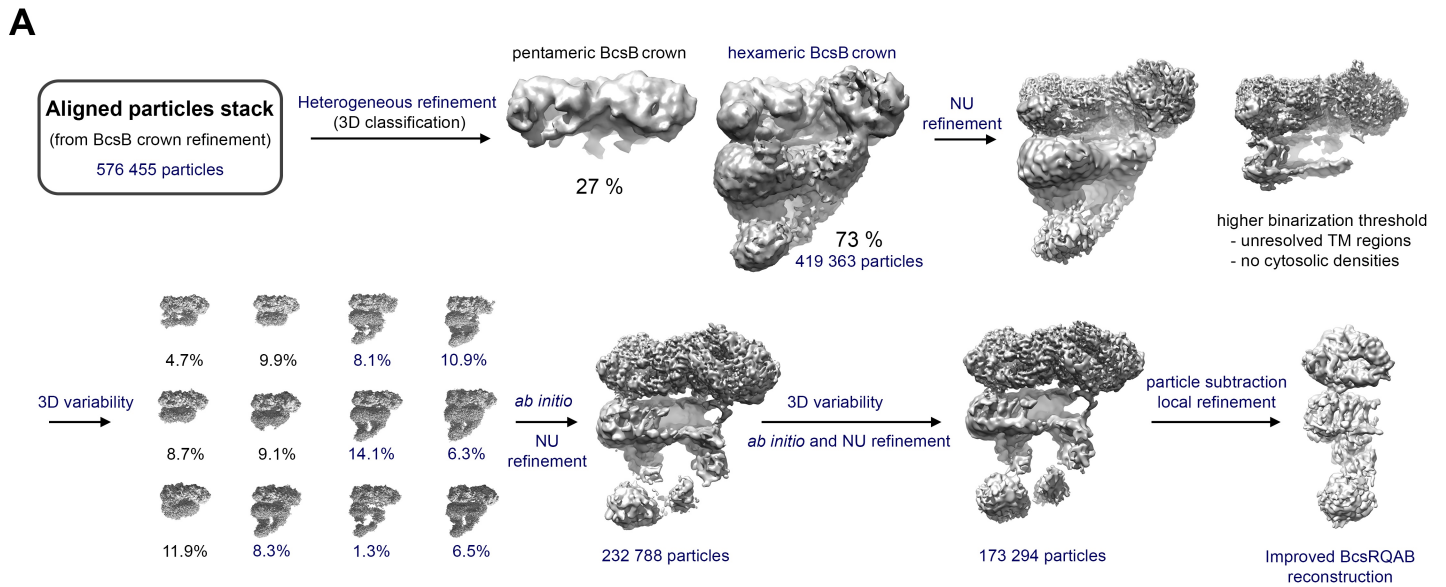 A
Aligned particles stack
(from BcsB crown refinement)
576 455 particles
Heterogeneous refinement
(3D classification)
pentameric BcsB crown
27 %
hexameric BcsB crown
73 %
419 363 particles
NU
refinement
higher binarization threshold
- unresolved TM regions
- no cytosolic densities
3D variability
4.7%
9.9%
8.1%
10.9%
8.7%
9.1%
14.1%
6.3%
11.9%
8.3%
1.3%
6.5%
ab initio
NU
refinement
232 788 particles
3D variability
ab initio and NU refinement
173 294 particles
particle subtraction
local refinement
Improved BcsRQAB
reconstruction